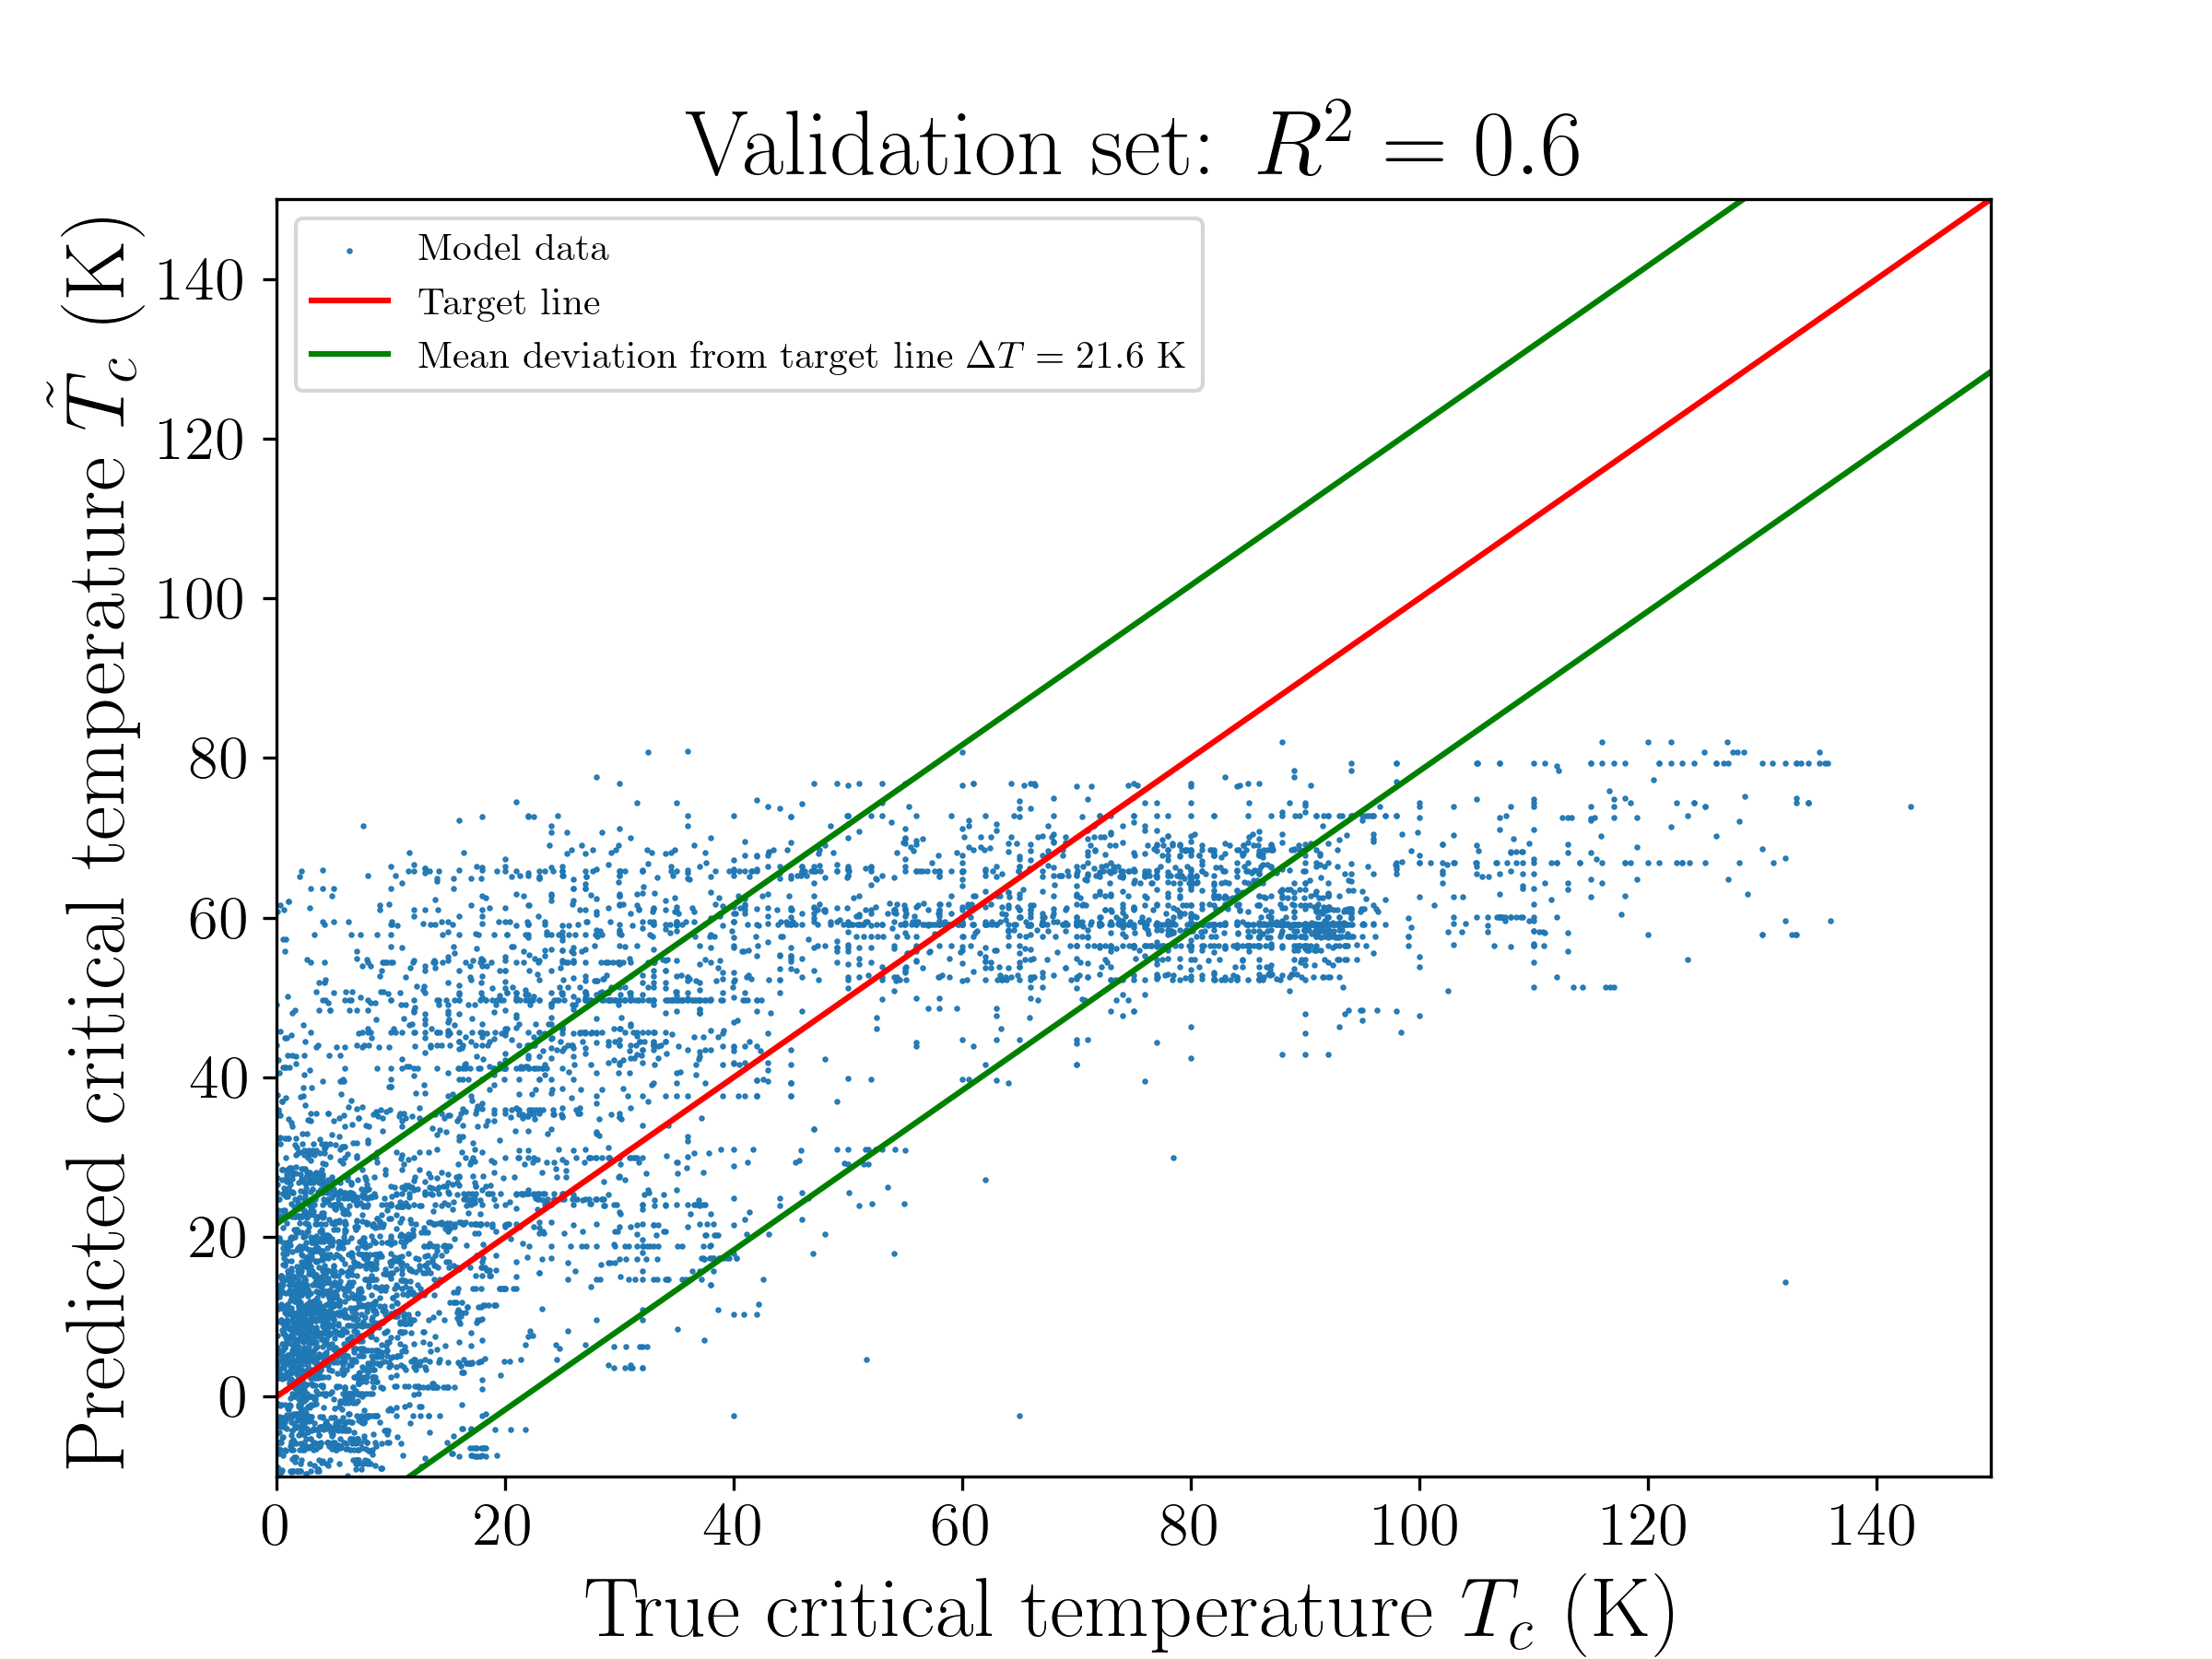 Validation set: R² = 0.6
Model data
Target line
Mean deviation from target line ΔT = 21.6 K
Predicted critical temperature T̃_c (K)
140
120
100
80
60
40
20
0
0 20 40 60 80 100 120 140
True critical temperature T_c (K)